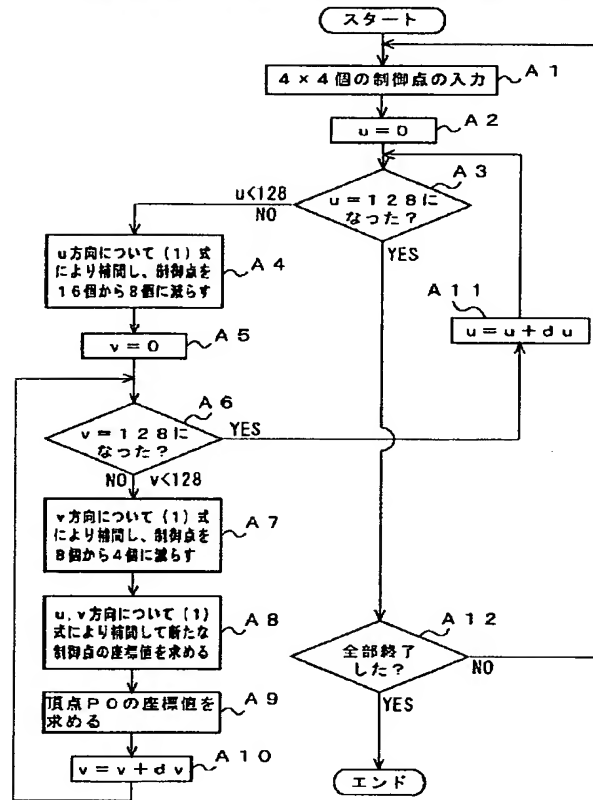 スタート
4×4個の制御点の入力
A1
u=0
A2
u=128に
なった?
A3
u<128
NO
YES
u方向について(1)式
により補間し、制御点を
16個から8個に減らす
A4
v=0
A5
v=128に
なった?
A6
YES
NO v<128
u=u+du
A11
v方向について(1)式
により補間し、制御点を
8個から4個に減らす
A7
u,v方向について(1)
式により補間して新たな
制御点の座標値を求める
A8
頂点P0の座標値を
求める
A9
v=v+dv
A10
全部終了
した?
A12
NO
YES
エンド